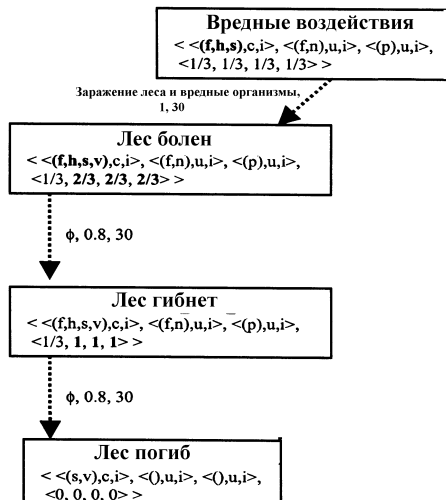 Вредные воздействия
< <(f,h,s),c,i>, <(f,n),u,i>, <(p),u,i>,
<1/3, 1/3, 1/3, 1/3> >
Заражение леса и вредные организмы,
1, 30
Лес болен
< <(f,h,s,v),c,i>, <(f,n),u,i>, <(p),u,i>,
<1/3, 2/3, 2/3, 2/3> >
ϕ, 0.8, 30
Лес гибнет
< <(f,h,s,v),c,i>, <(f,n),u,i>, <(p),u,i>,
<1/3, 1, 1, 1> >
ϕ, 0.8, 30
Лес погиб
< <(s,v),c,i>, <(),u,i>, <(),u,i>,
<0, 0, 0, 0> >